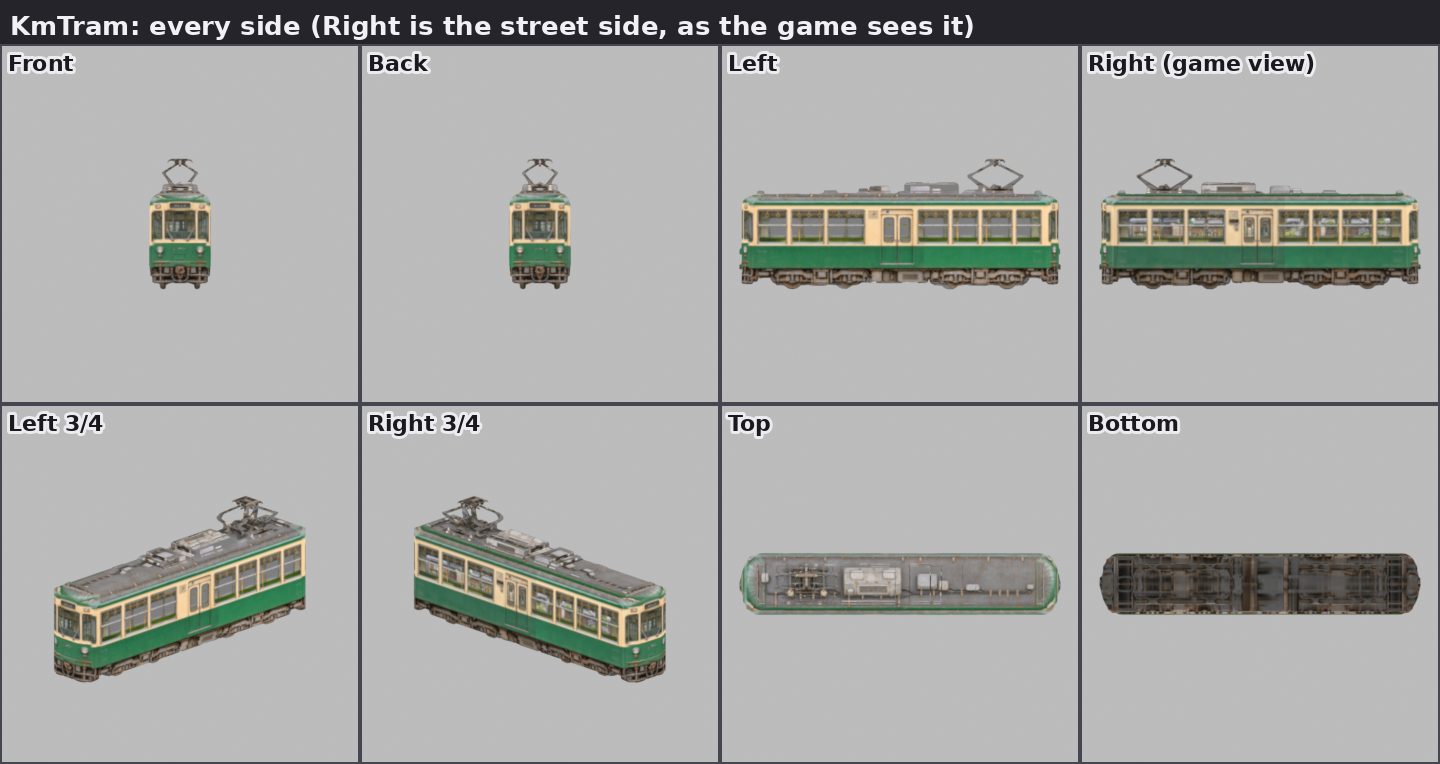 KmTram: every side (Right is the street side, as the game sees it)
Front
Back
Left
Right (game view)
Left 3/4
Right 3/4
Top
Bottom